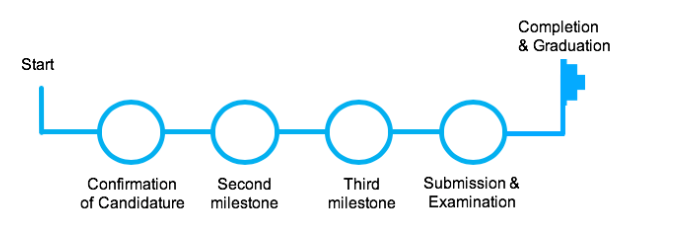 Start
Completion
& Graduation
Confirmation
of Candidature
Second
milestone
Third
milestone
Submission &
Examination